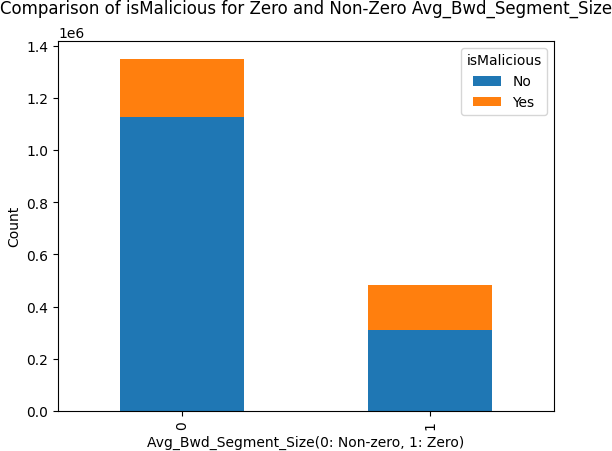 Comparison of isMalicious for Zero and Non-Zero Avg_Bwd_Segment_Size
1e6
1.4
1.2
1.0
0.8
0.6
0.4
0.2
0.0
Count
isMalicious
No
Yes
0
1
Avg_Bwd_Segment_Size(0: Non-zero, 1: Zero)